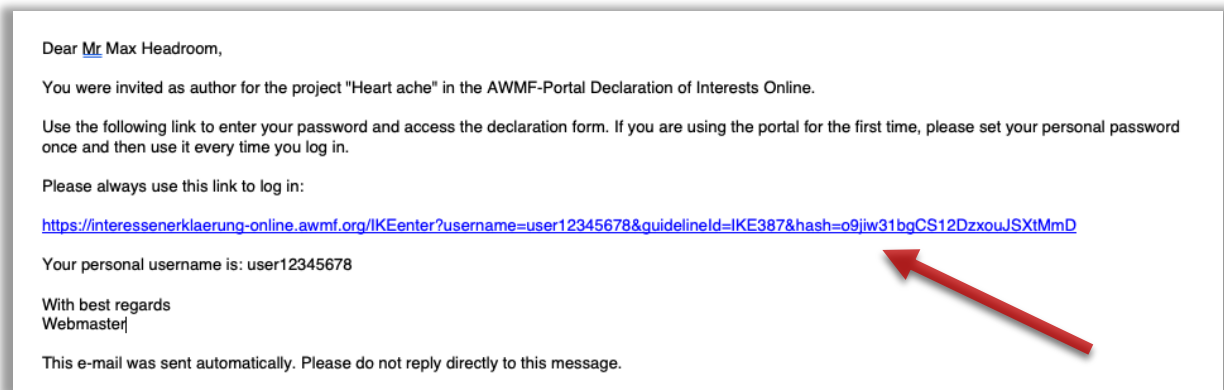 Dear Mr Max Headroom,
You were invited as author for the project "Heart ache" in the AWMF-Portal Declaration of Interests Online.
Use the following link to enter your password and access the declaration form. If you are using the portal for the first time, please set your personal password
once and then use it every time you log in.
Please always use this link to log in:
https://interessenerklaerung-online.awmf.org/IKEenter?username=user12345678&guidelineId=IKE387&hash=o9jiw31bgCS12DzxouJSXtMmD
Your personal username is: user12345678
With best regards
Webmaster
This e-mail was sent automatically. Please do not reply directly to this message.